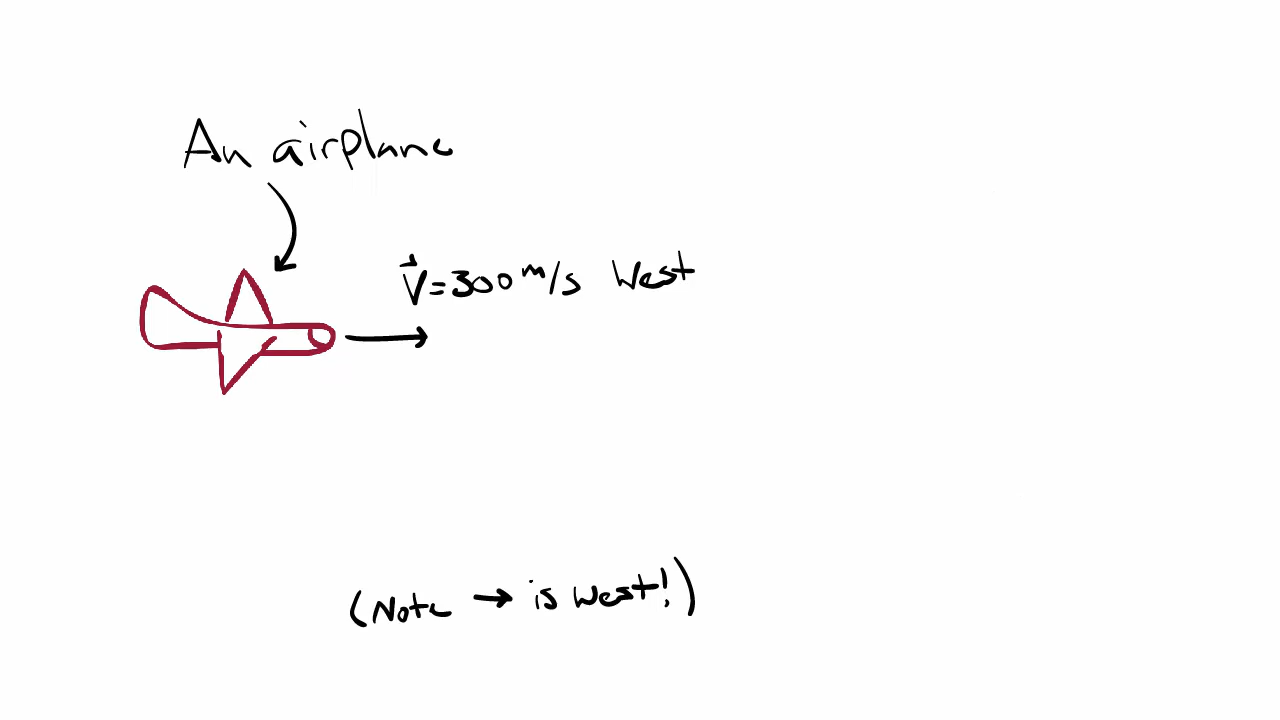 An airplane
V⃗=300 m/s West
(Note → is west!)